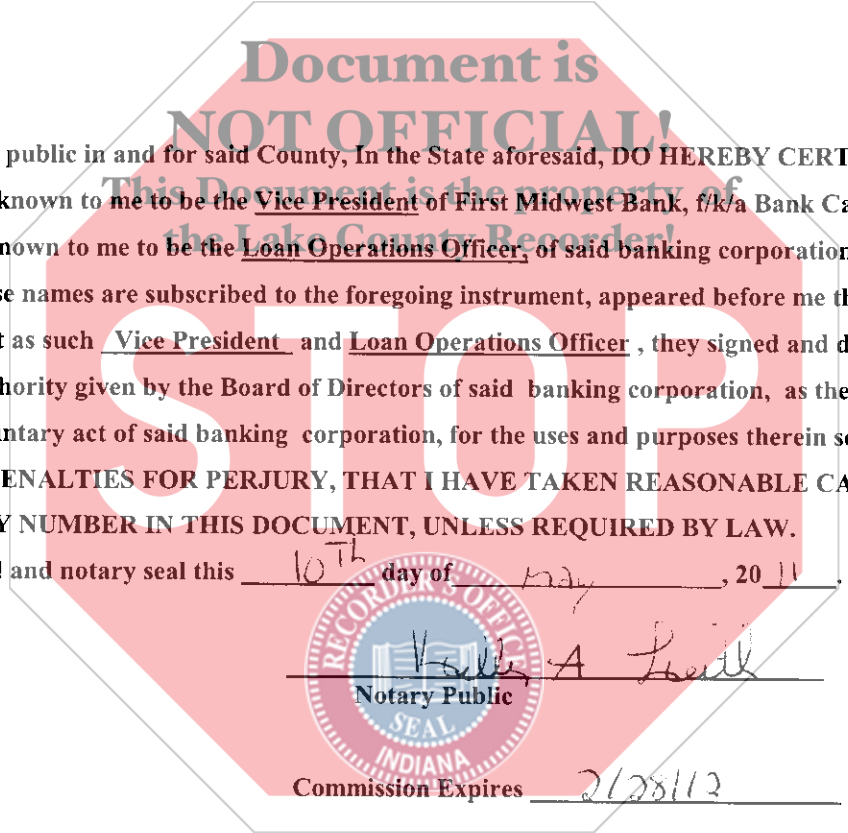 Document is
NOT OFFICIAL!
This Document is the property of
the Lake County Recorder!
STOP
public in and for said County, In the State aforesaid, DO HEREBY CERT
known to me to be the Vice President of First Midwest Bank, f/k/a Bank Ca
nown to me to be the Loan Operations Officer, of said banking corporation
se names are subscribed to the foregoing instrument, appeared before me th
t as such Vice President and Loan Operations Officer , they signed and d
hority given by the Board of Directors of said banking corporation, as the
ntary act of said banking corporation, for the uses and purposes therein se
ENALTIES FOR PERJURY, THAT I HAVE TAKEN REASONABLE CA
Y NUMBER IN THIS DOCUMENT, UNLESS REQUIRED BY LAW.
l and notary seal this 10Th day of may , 20 11 ,
A
Notary Public
RECORDER'S OFFICE
SEAL
INDIANA
Commission Expires 2/28/12